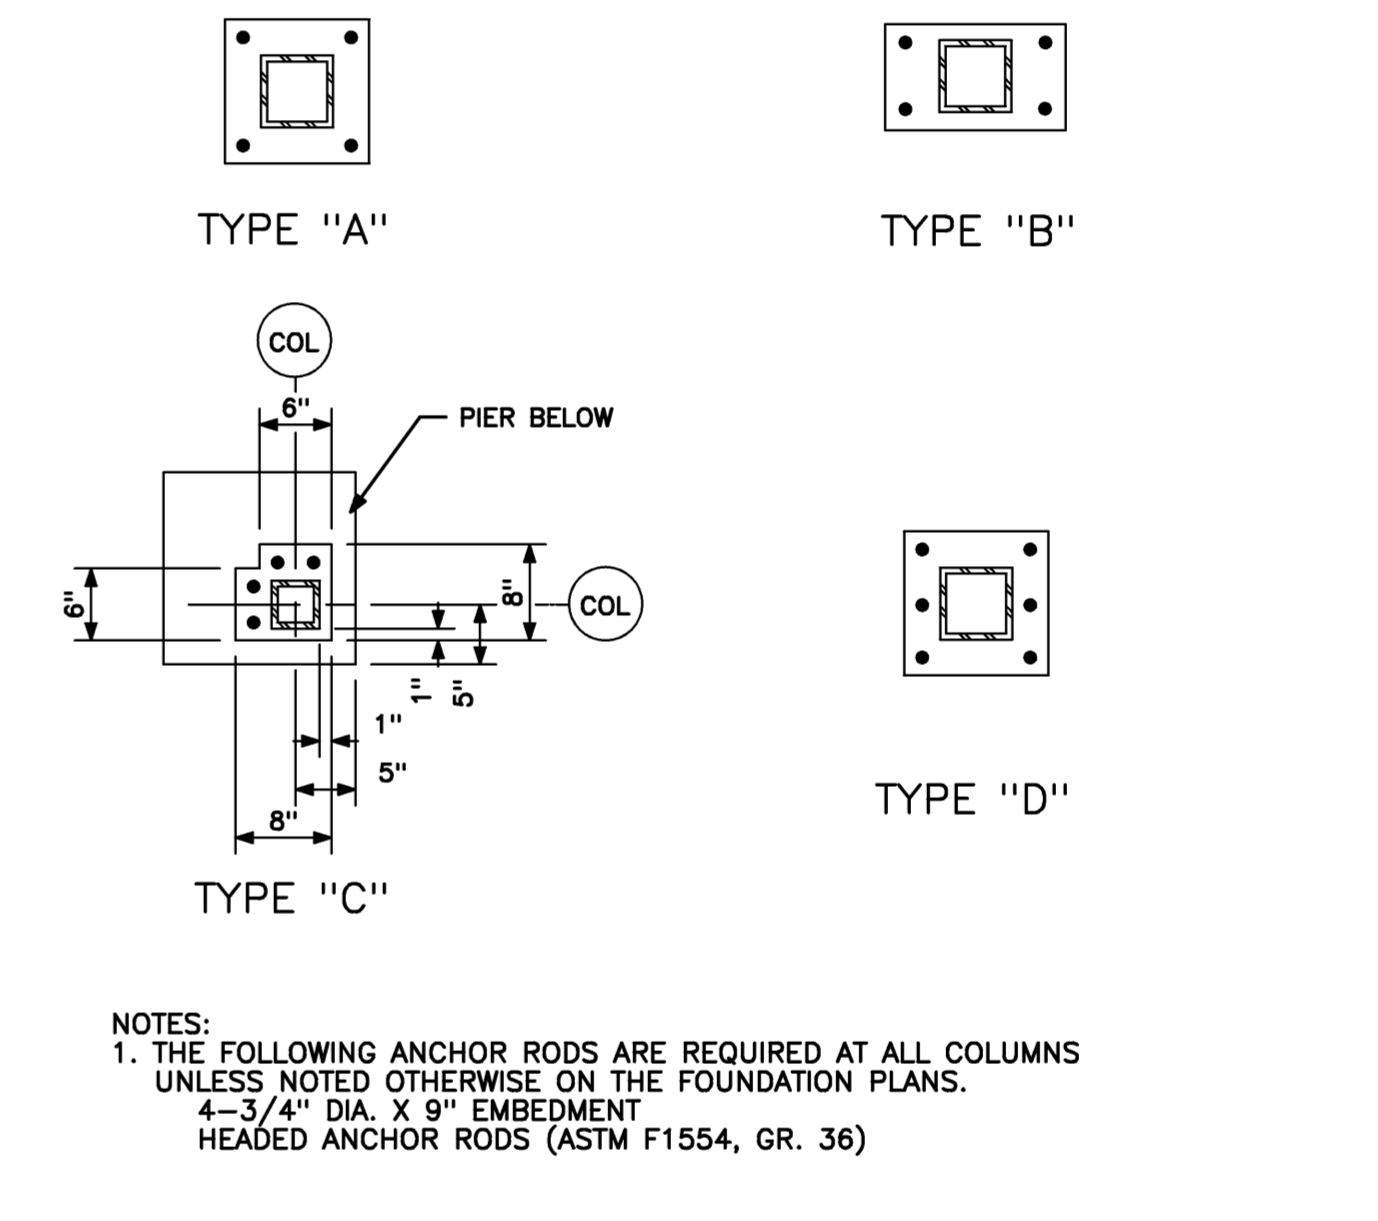 TYPE "A"
TYPE "B"
COL
6"
PIER BELOW
6"
8"
COL
1"
5"
1"
5"
8"
TYPE "C"
TYPE "D"
NOTES:
1. THE FOLLOWING ANCHOR RODS ARE REQUIRED AT ALL COLUMNS
UNLESS NOTED OTHERWISE ON THE FOUNDATION PLANS.
4-3/4" DIA. X 9" EMBEDMENT
HEADED ANCHOR RODS (ASTM F1554, GR. 36)